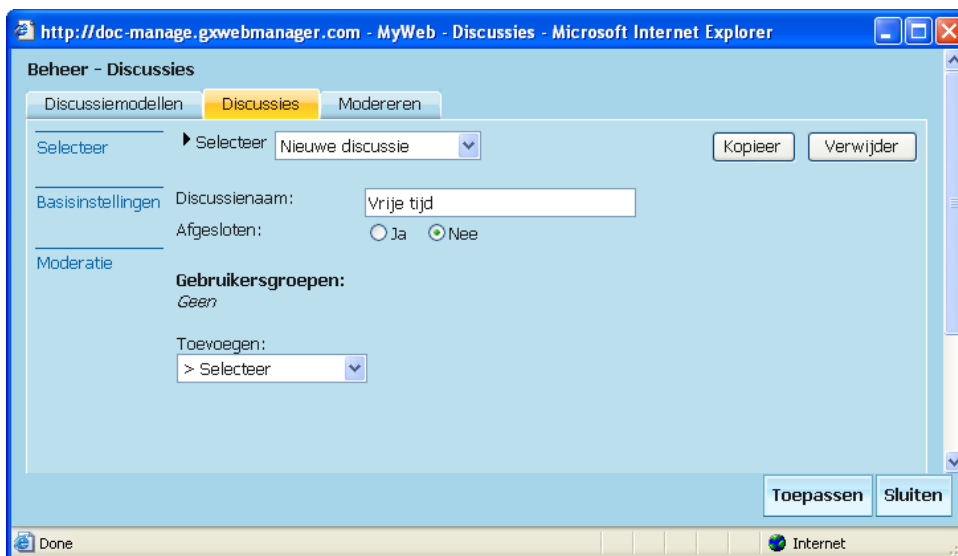 http://doc-manage.gxwebmanager.com - MyWeb - Discussies - Microsoft Internet Explorer
Beheer - Discussies
Discussiemodellen Discussies Modereren
Selecteer Selecteer Nieuwe discussie Kopieer Verwijder
Basisinstellingen Discussienaam: Vrije tijd
Afgesloten: Ja Nee
Moderatie
Gebruikersgroepen:
Geen
Toevoegen:
> Selecteer
Toepassen Sluiten
Done Internet